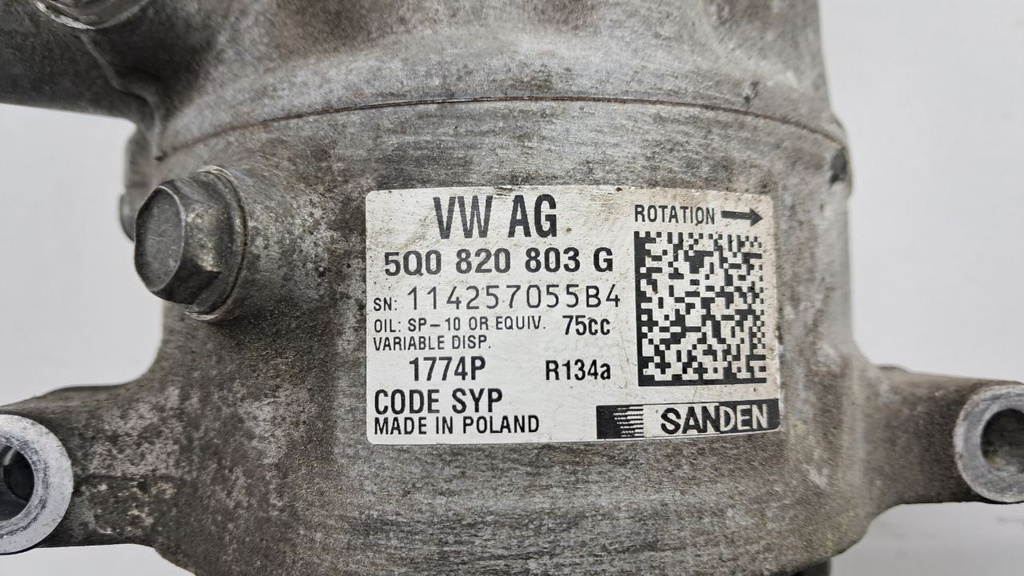 VW AG
ROTATION
5Q0 820 803 G
SN: 114257055B4
OIL: SP-10 OR EQUIV. 75cc
VARIABLE DISP.
1774P R134a
CODE SYP
MADE IN POLAND
SANDEN